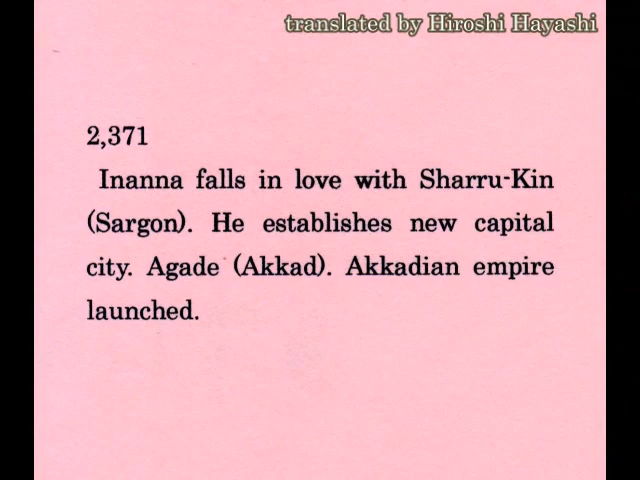 translated by Hiroshi Hayashi
2,371
Inanna falls in love with Sharru-Kin
(Sargon). He establishes new capital
city. Agade (Akkad). Akkadian empire
launched.